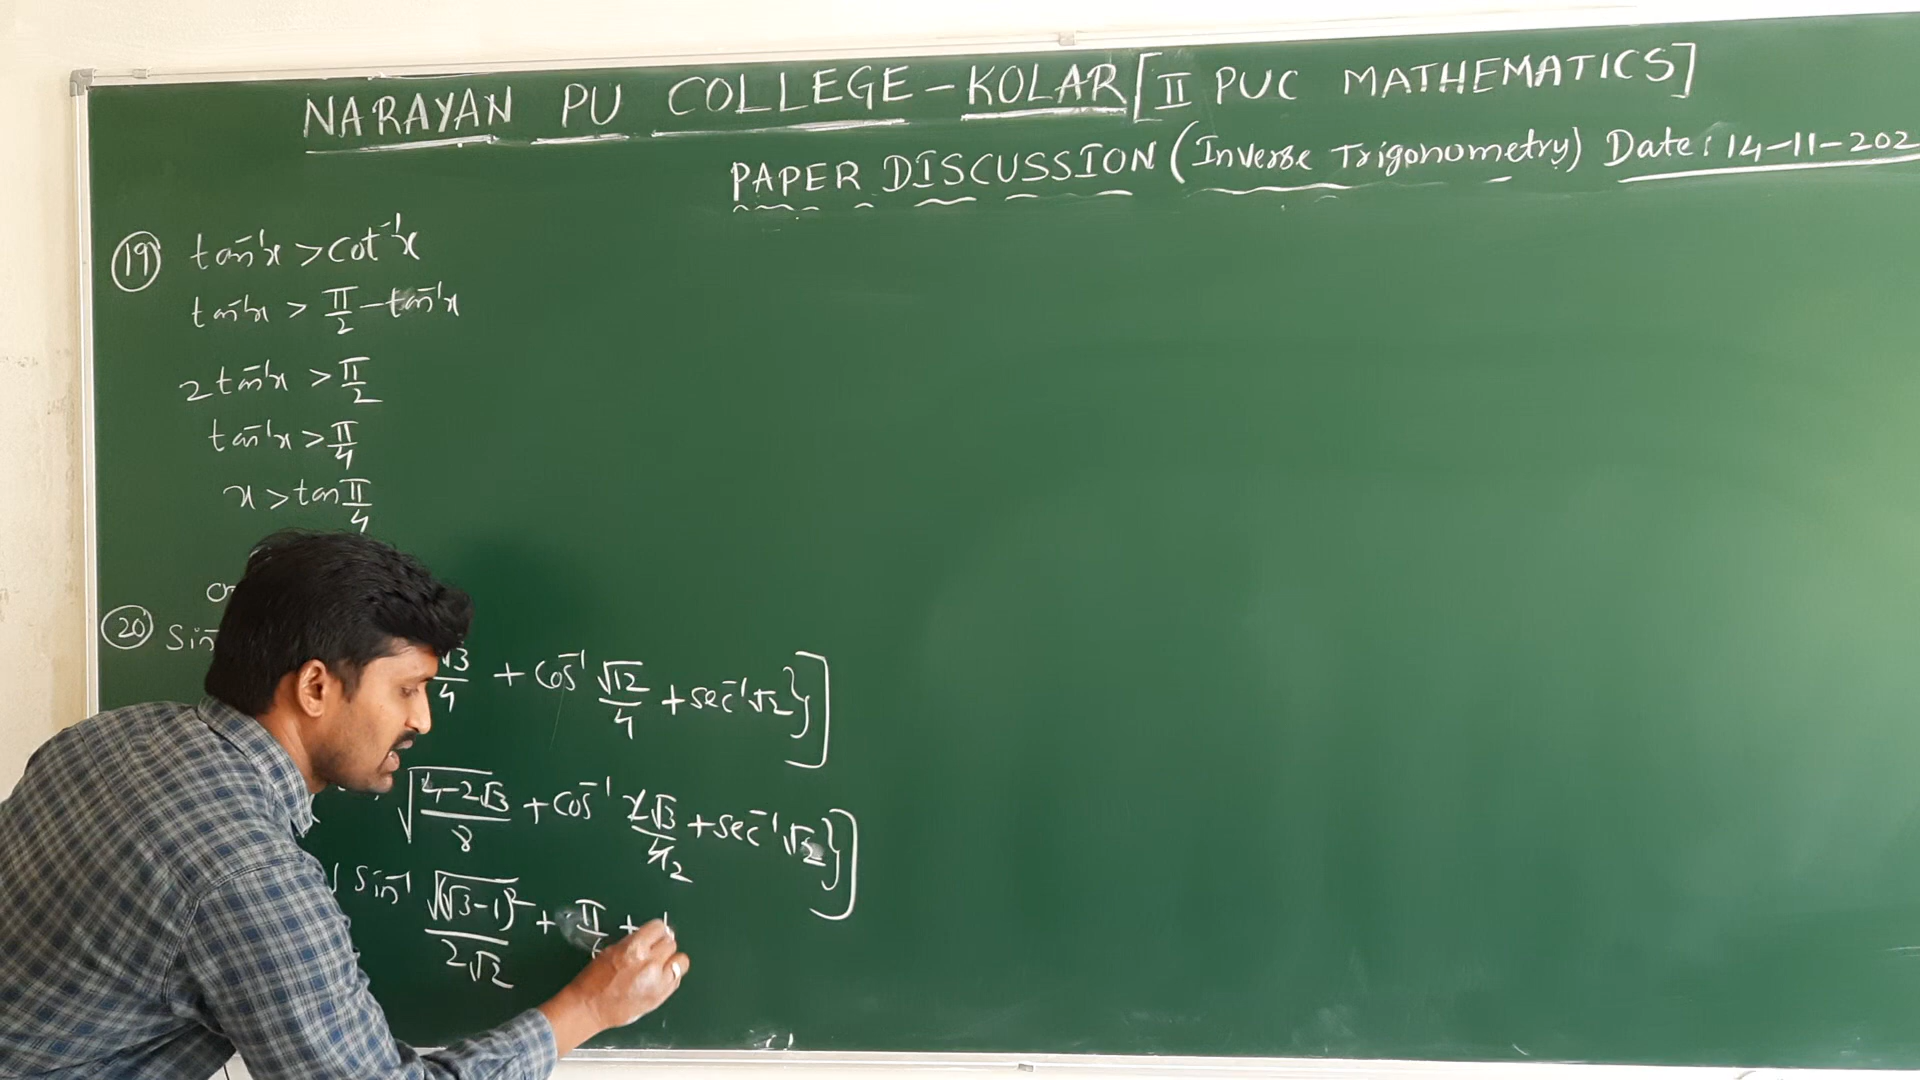 NARAYAN PU COLLEGE – KOLAR [II PUC MATHEMATICS]
PAPER DISCUSSION (Inverse Trigonometry) Date: 14-11-202
(19) tan⁻¹x > cot⁻¹x
tan⁻¹x > π/2 – tan⁻¹x
2 tan⁻¹x > π/2
tan⁻¹x > π/4
x > tan π/4
(20) Sin⁻
√3/4 + cos⁻¹ √12/4 + sec⁻¹ √2}]
√(4-2√3/8) + cos⁻¹ 2√3/4 2 + sec⁻¹ √2}]
sin⁻¹ √(√3-1)²/2√2 + π/ +